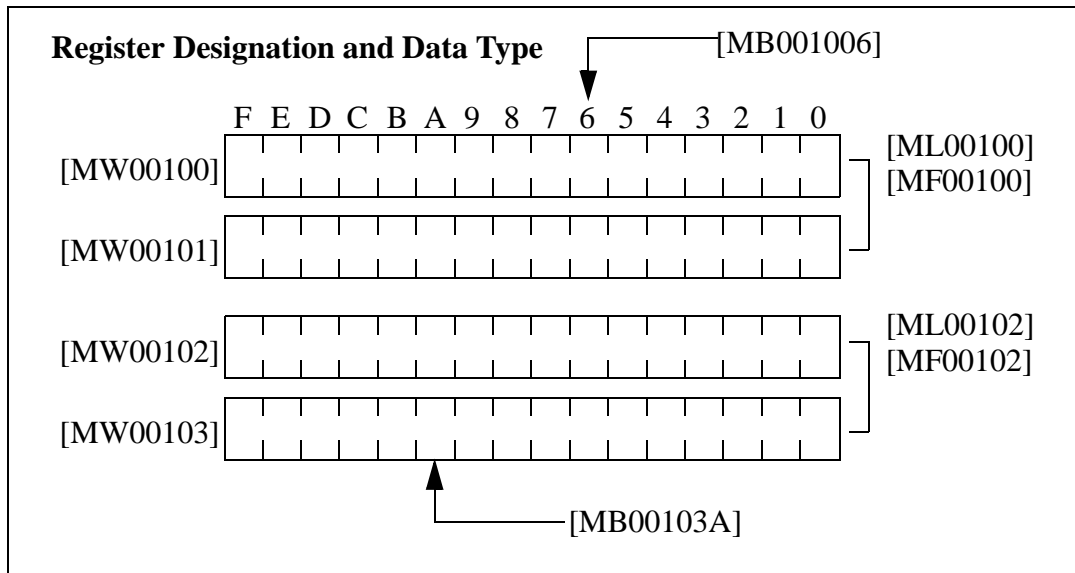 Register Designation and Data Type
[MB001006]
F E D C B A 9 8 7 6 5 4 3 2 1 0
[MW00100]
[ML00100]
[MF00100]
[MW00101]
[MW00102]
[ML00102]
[MF00102]
[MW00103]
[MB00103A]